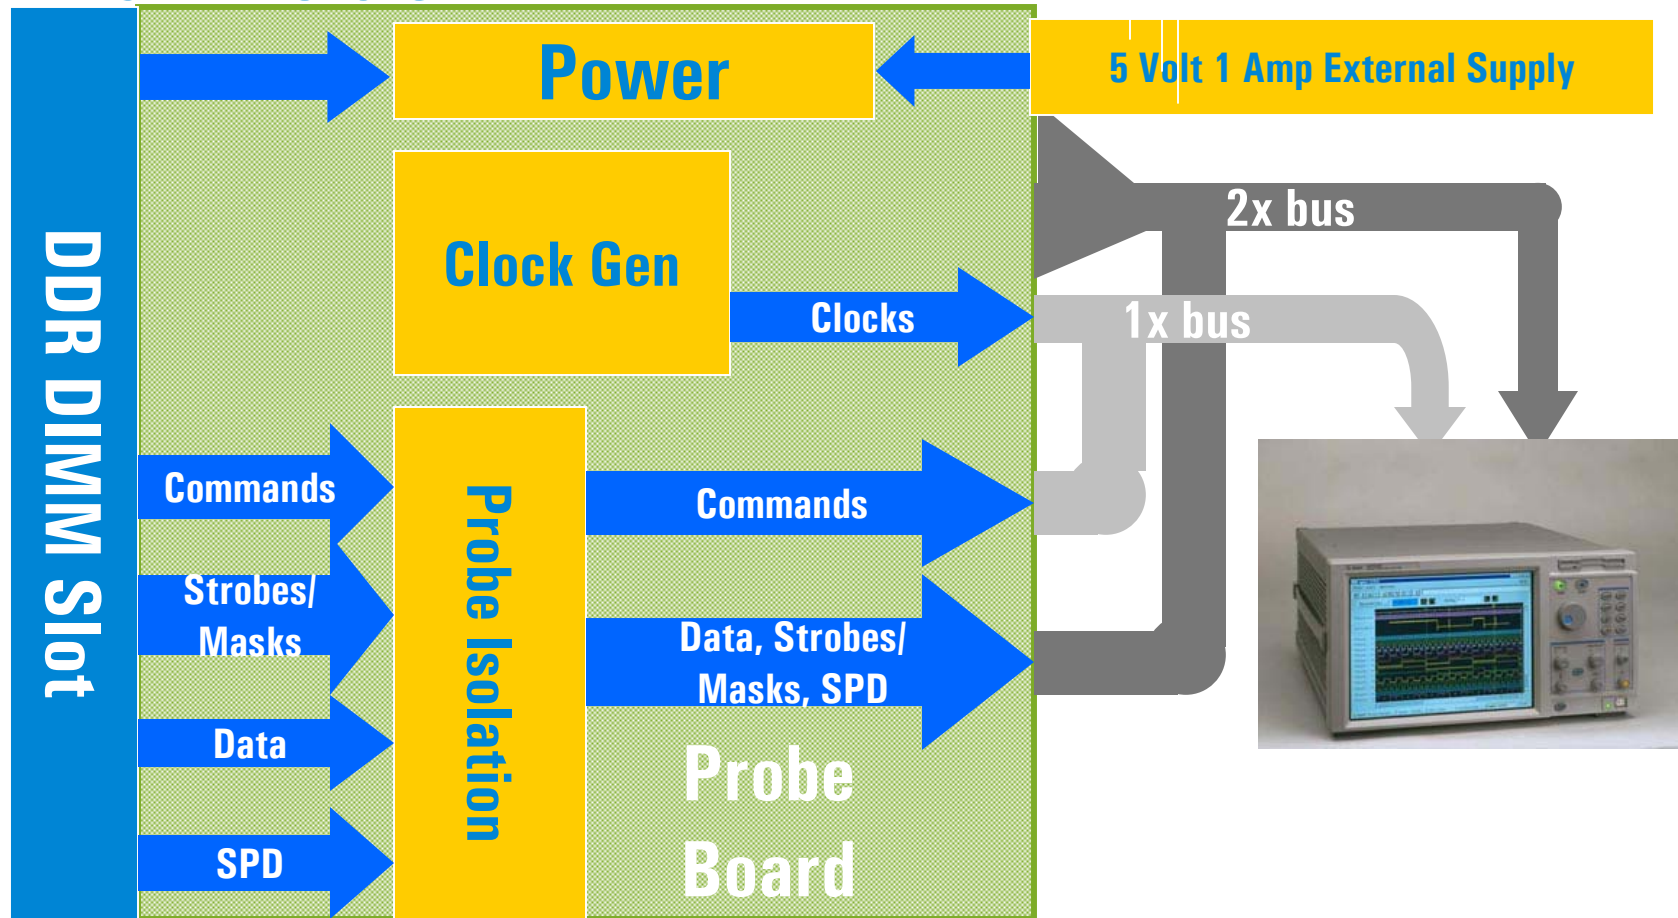 Power
5 Volt 1 Amp External Supply
2x bus
Clock Gen
Clocks
1x bus
DDR DIMM Slot
Commands
Strobes/
Masks
Data
SPD
Probe Isolation
Commands
Data, Strobes/
Masks, SPD
Probe
Board